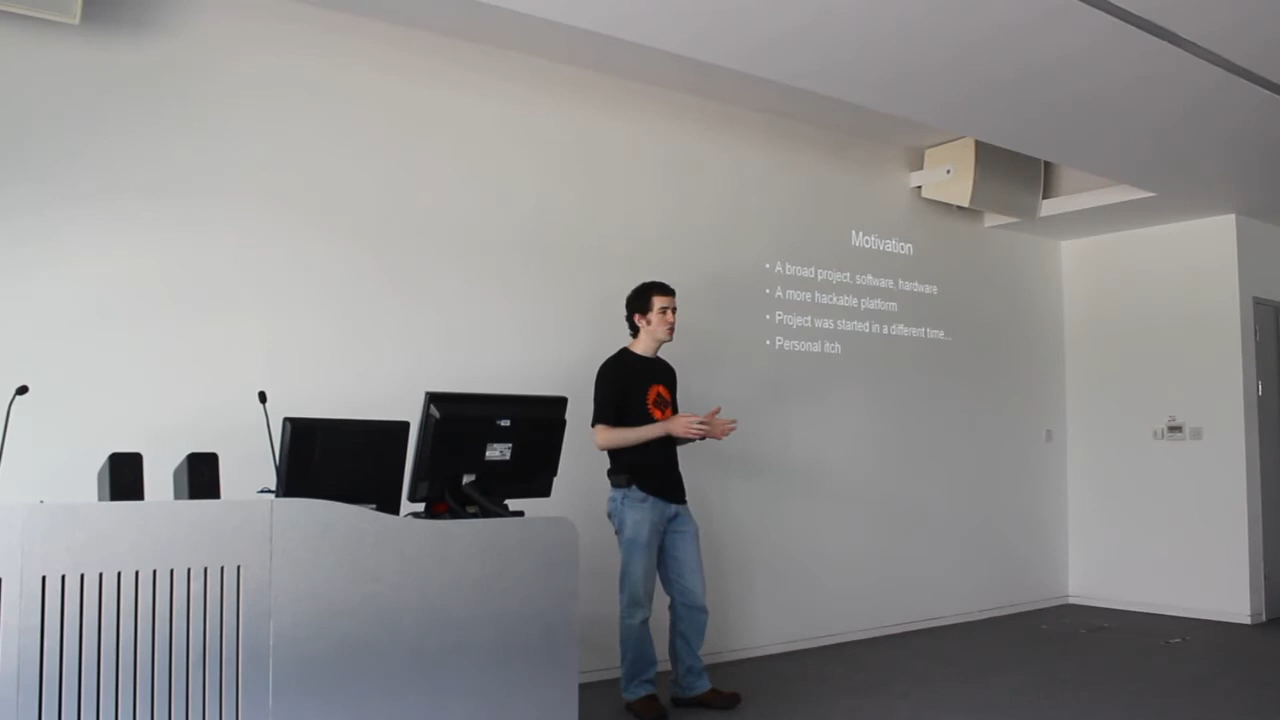 Motivation
• A broad project, software, hardware
• A more hackable platform
• Project was started in a different time...
• Personal itch